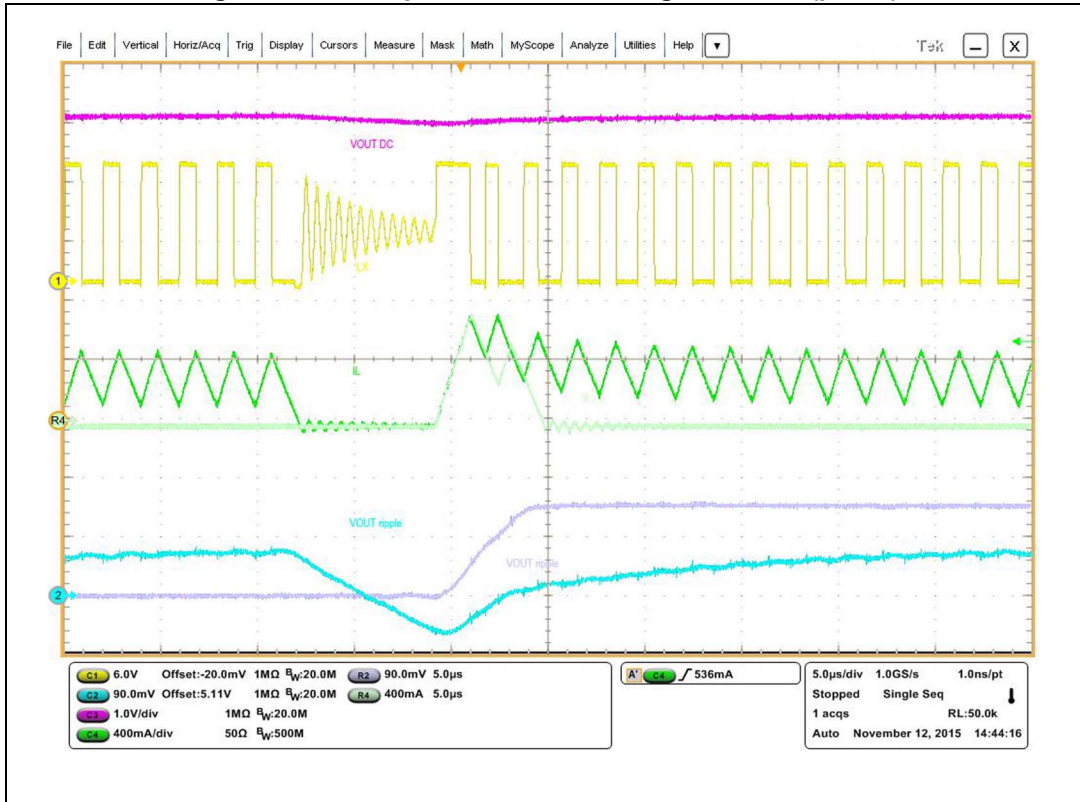 File Edit Vertical Horiz/Acq Trig Display Cursors Measure Mask Math MyScope Analyze Utilities Help Tek X
VOUT DC
1
LX
IL
R4
IL
VOUT ripple
VOUT ripple
2
C1 6.0V Offset:-20.0mV 1MΩ BW:20.0M R2 90.0mV 5.0µs
C2 90.0mV Offset:5.11V 1MΩ BW:20.0M R4 400mA 5.0µs
C3 1.0V/div 1MΩ BW:20.0M
C4 400mA/div 50Ω BW:500M
A' C4 536mA
5.0µs/div 1.0GS/s 1.0ns/pt
Stopped Single Seq
1 acqs RL:50.0k
Auto November 12, 2015 14:44:16